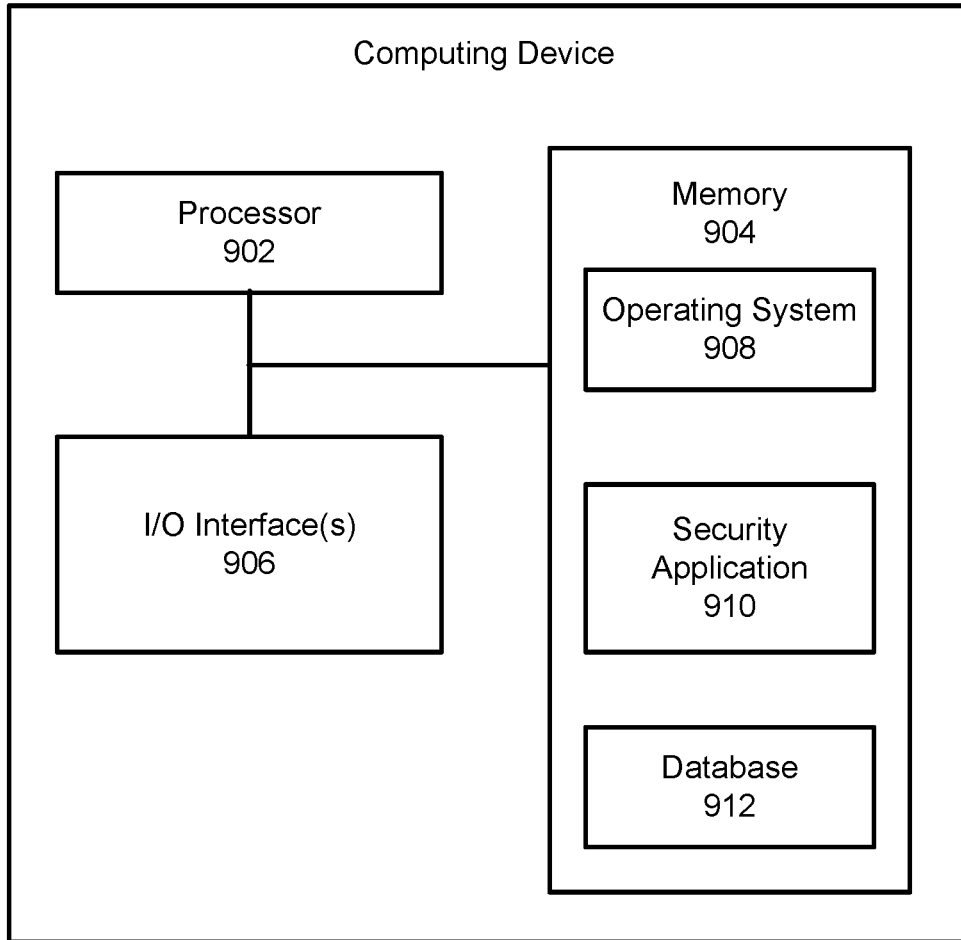 Computing Device
Processor
902
I/O Interface(s)
906
Memory
904
Operating System
908
Security
Application
910
Database
912